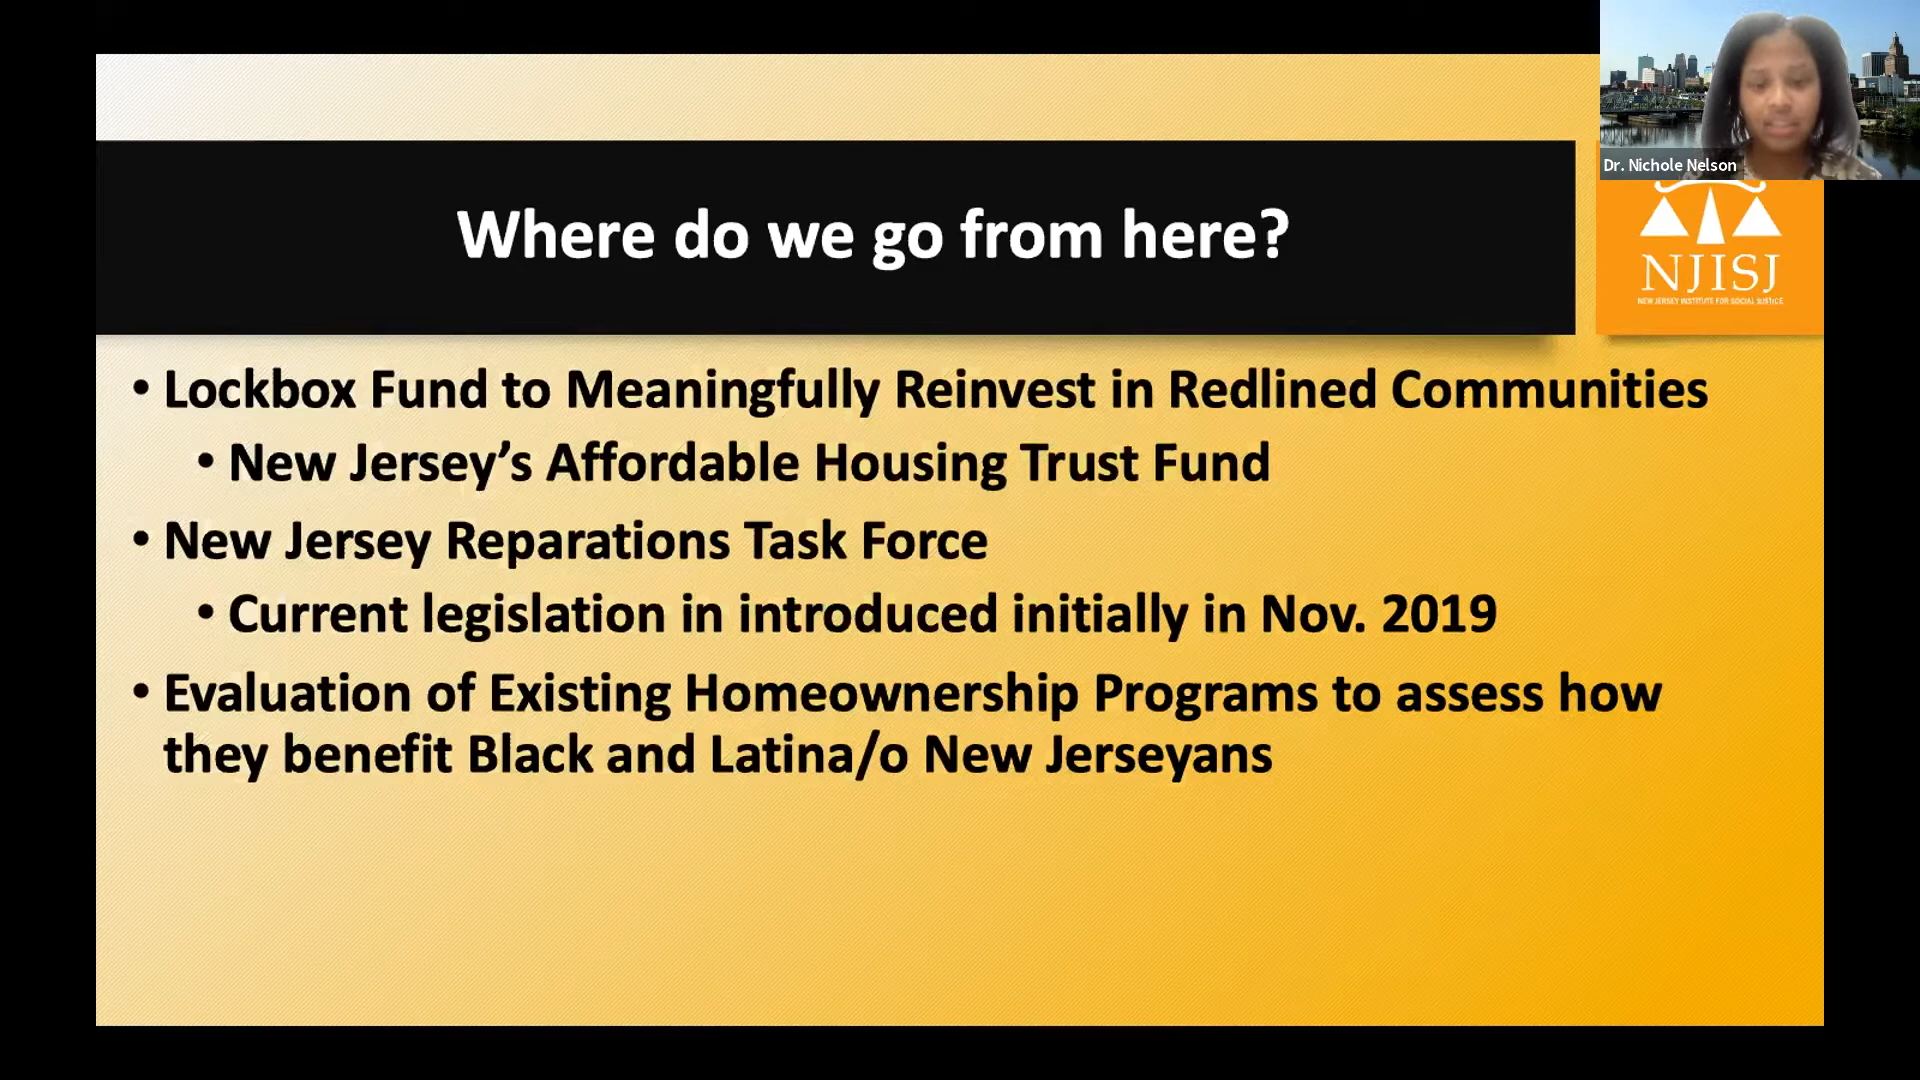 Dr. Nichole Nelson
Where do we go from here?
NJISJ
NEW JERSEY INSTITUTE FOR SOCIAL JUSTICE
• Lockbox Fund to Meaningfully Reinvest in Redlined Communities
• New Jersey’s Affordable Housing Trust Fund
• New Jersey Reparations Task Force
• Current legislation in introduced initially in Nov. 2019
• Evaluation of Existing Homeownership Programs to assess how
they benefit Black and Latina/o New Jerseyans